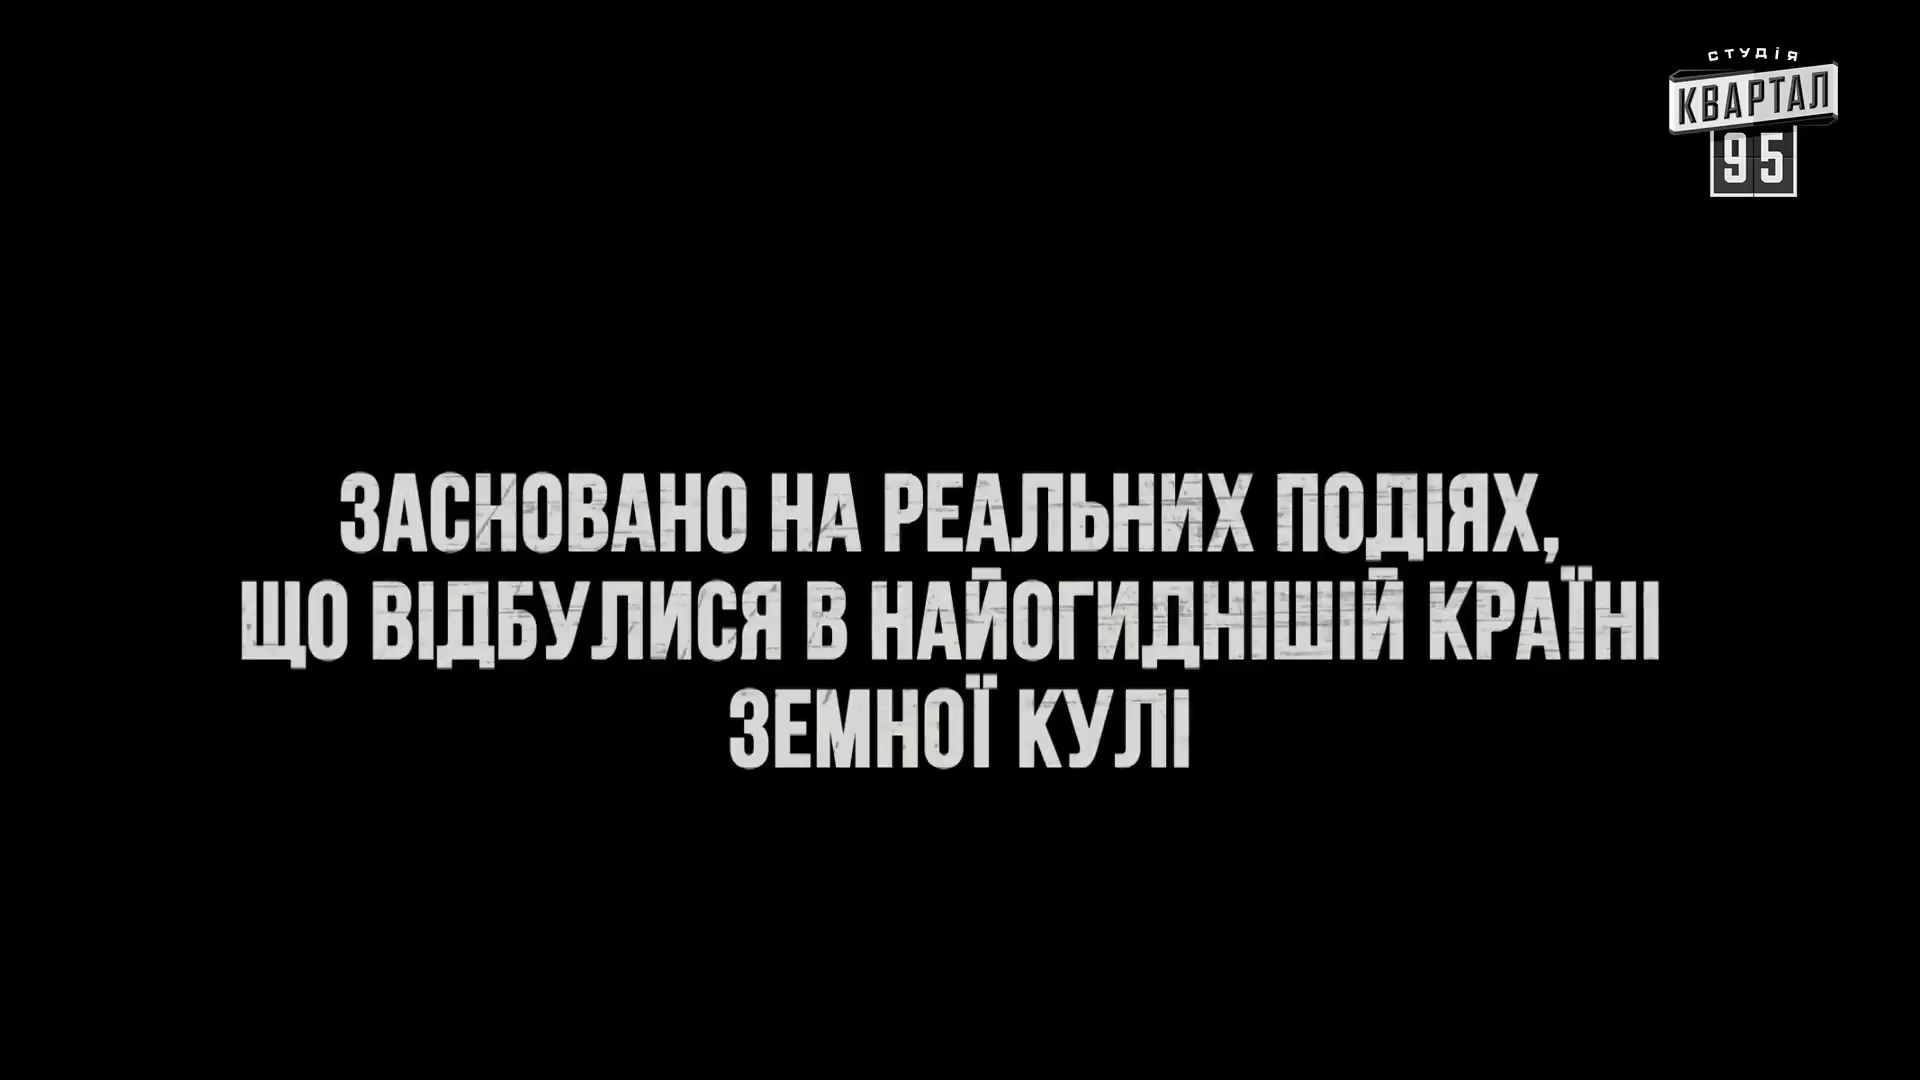 СТУДІЯ
КВАРТАЛ
95
ЗАСНОВАНО НА РЕАЛЬНИХ ПОДІЯХ,
ЩО ВІДБУЛИСЯ В НАЙОГИДНІШІЙ КРАЇНІ
ЗЕМНОЇ КУЛІ